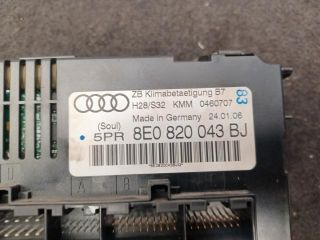 ZB Klimabetaetigung B7
83
H28/S32 KMM 0460707
Made in Germany 24.01.06
(Soul)
5PR 8E0 820 043 BJ
A B